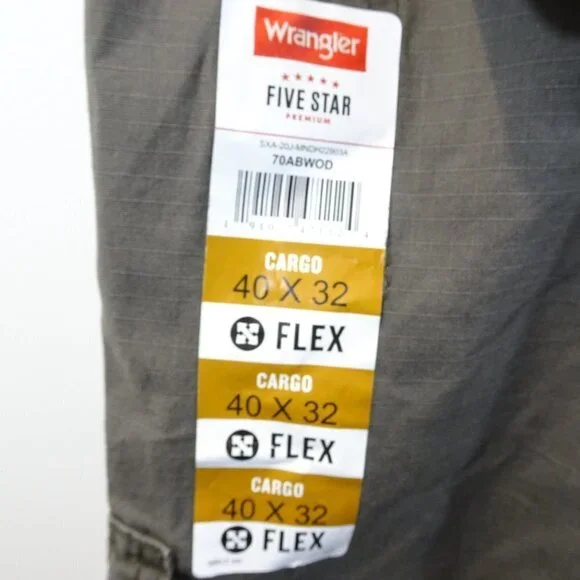 Wrangler
FIVE STAR
PREMIUM
70ABWOD
CARGO
40 X 32
FLEX
CARGO
40 X 32
FLEX
CARGO
40 X 32
FLEX